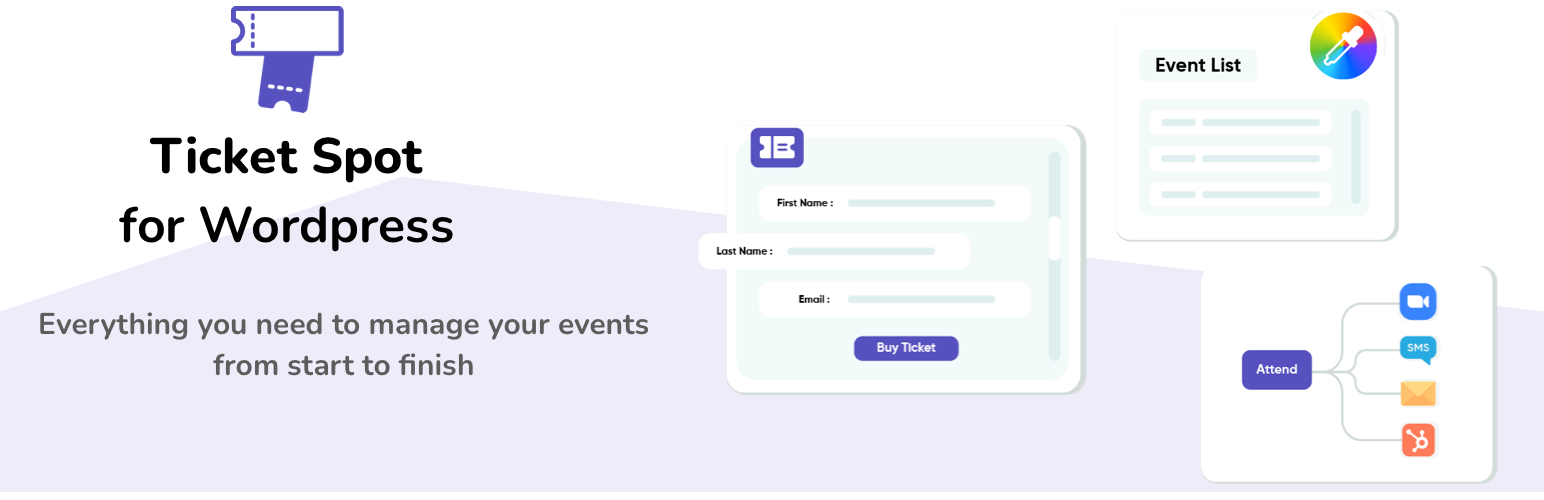 Ticket Spot
for Wordpress
Everything you need to manage your events
from start to finish
First Name :
Last Name :
Email :
Buy Ticket
Event List
Attend
SMS